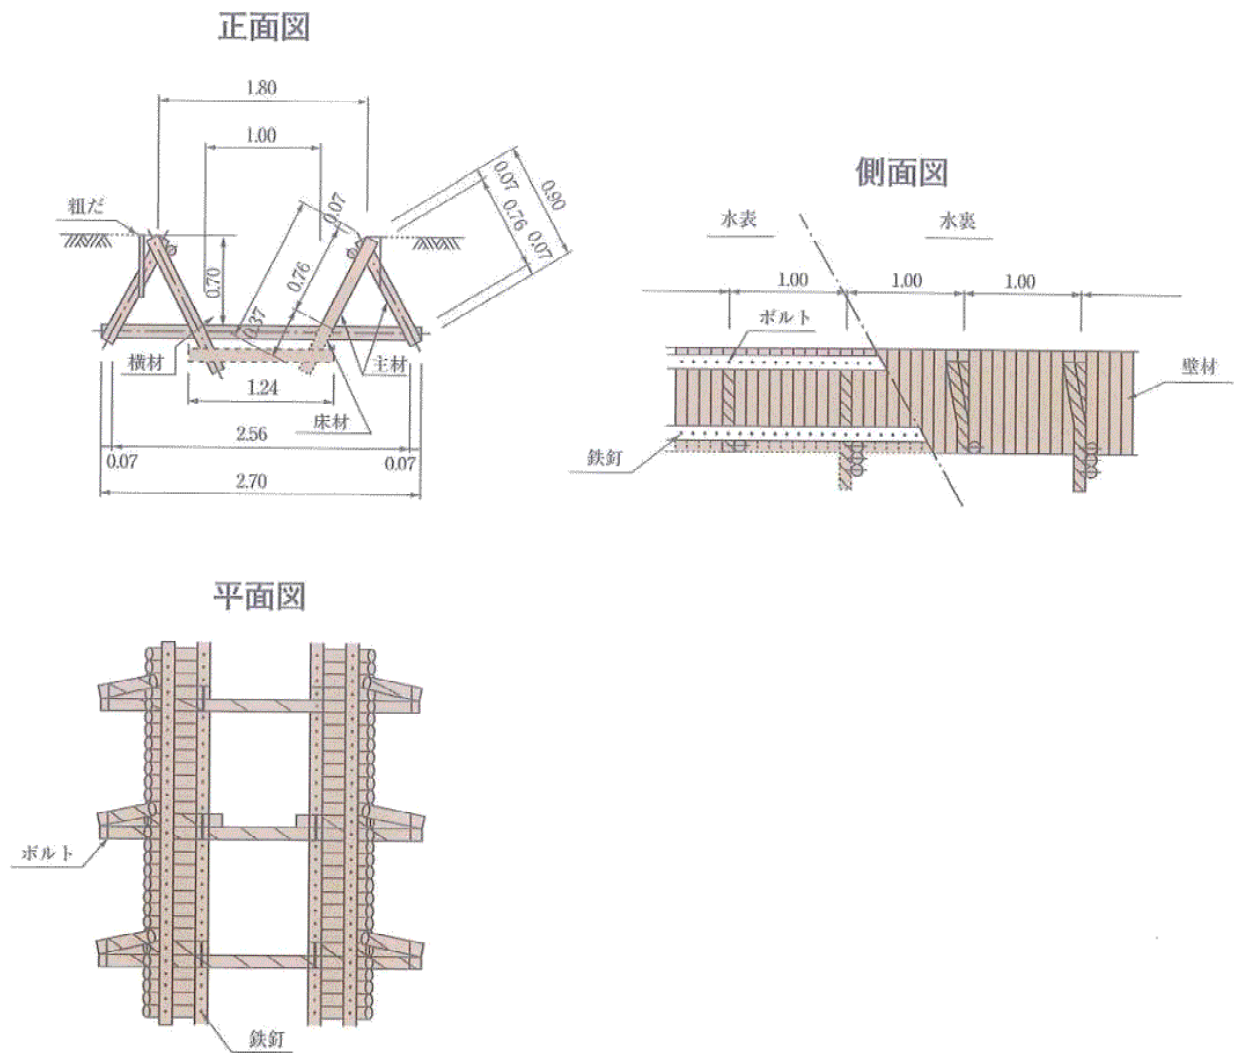 正面図
1.80
1.00
粗だ
0.70
0.37
0.76
0.07
0.07
0.76
0.07
0.90
横材
主材
1.24
床材
2.56
0.07
0.07
2.70
側面図
水表
水裏
1.00
1.00
1.00
ボルト
壁材
鉄釘
平面図
ボルト
鉄釘